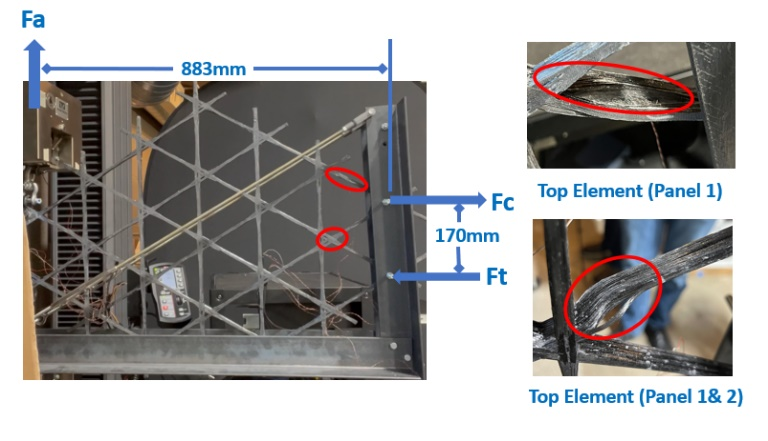 Fa
883mm
Top Element (Panel 1)
Fc
170mm
Ft
Top Element (Panel 1& 2)